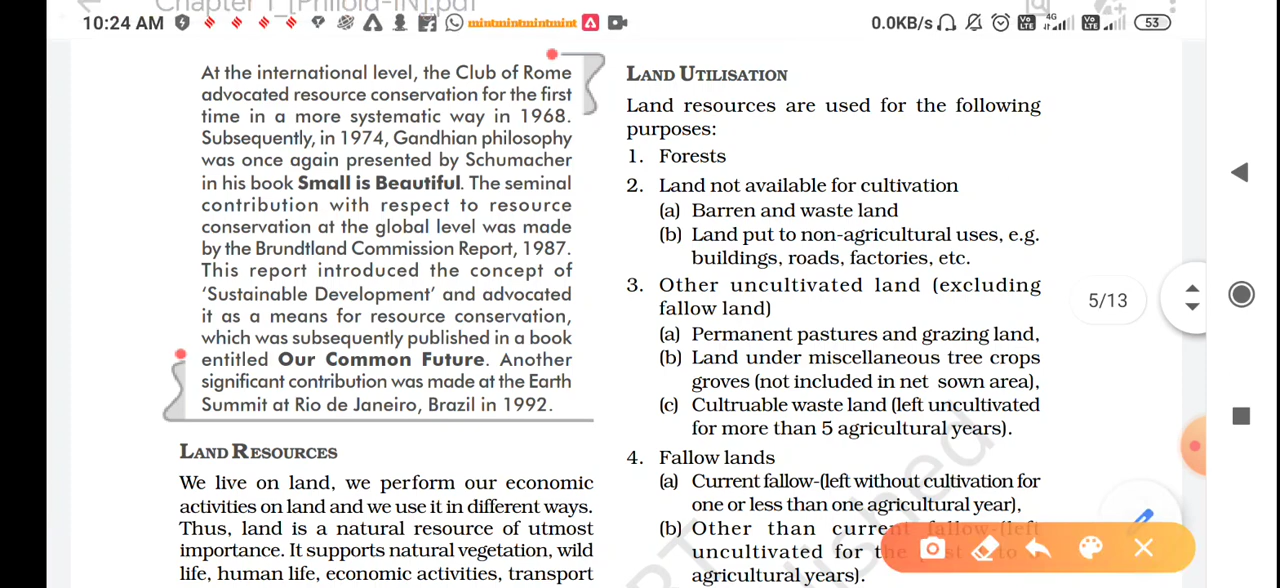 Chapter 1 [Prifold-IN].pdf
10:24 AM
mintmintmintmint
0.0KB/s
4G
53
At the international level, the Club of Rome
advocated resource conservation for the first
time in a more systematic way in 1968.
Subsequently, in 1974, Gandhian philosophy
was once again presented by Schumacher
in his book Small is Beautiful. The seminal
contribution with respect to resource
conservation at the global level was made
by the Brundtland Commission Report, 1987.
This report introduced the concept of
‘Sustainable Development’ and advocated
it as a means for resource conservation,
which was subsequently published in a book
entitled Our Common Future. Another
significant contribution was made at the Earth
Summit at Rio de Janeiro, Brazil in 1992.
LAND RESOURCES
We live on land, we perform our economic
activities on land and we use it in different ways.
Thus, land is a natural resource of utmost
importance. It supports natural vegetation, wild
life, human life, economic activities, transport
LAND UTILISATION
Land resources are used for the following
purposes:
1. Forests
2. Land not available for cultivation
(a) Barren and waste land
(b) Land put to non-agricultural uses, e.g.
buildings, roads, factories, etc.
3. Other uncultivated land (excluding
fallow land)
(a) Permanent pastures and grazing land,
(b) Land under miscellaneous tree crops
groves (not included in net sown area),
(c) Cultruable waste land (left uncultivated
for more than 5 agricultural years).
4. Fallow lands
(a) Current fallow-(left without cultivation for
one or less than one agricultural year),
(b) Other than current fallow-(left
uncultivated for the
agricultural years).
5/13